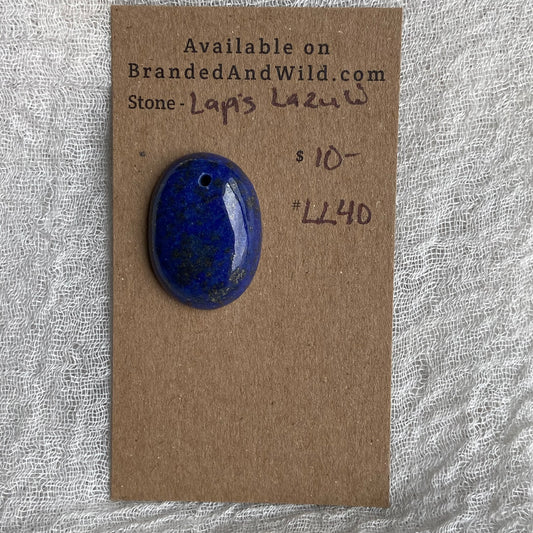 Available on
BrandedAndWild.com
Stone - Lapis Lazuli
$ 10-
# LL40